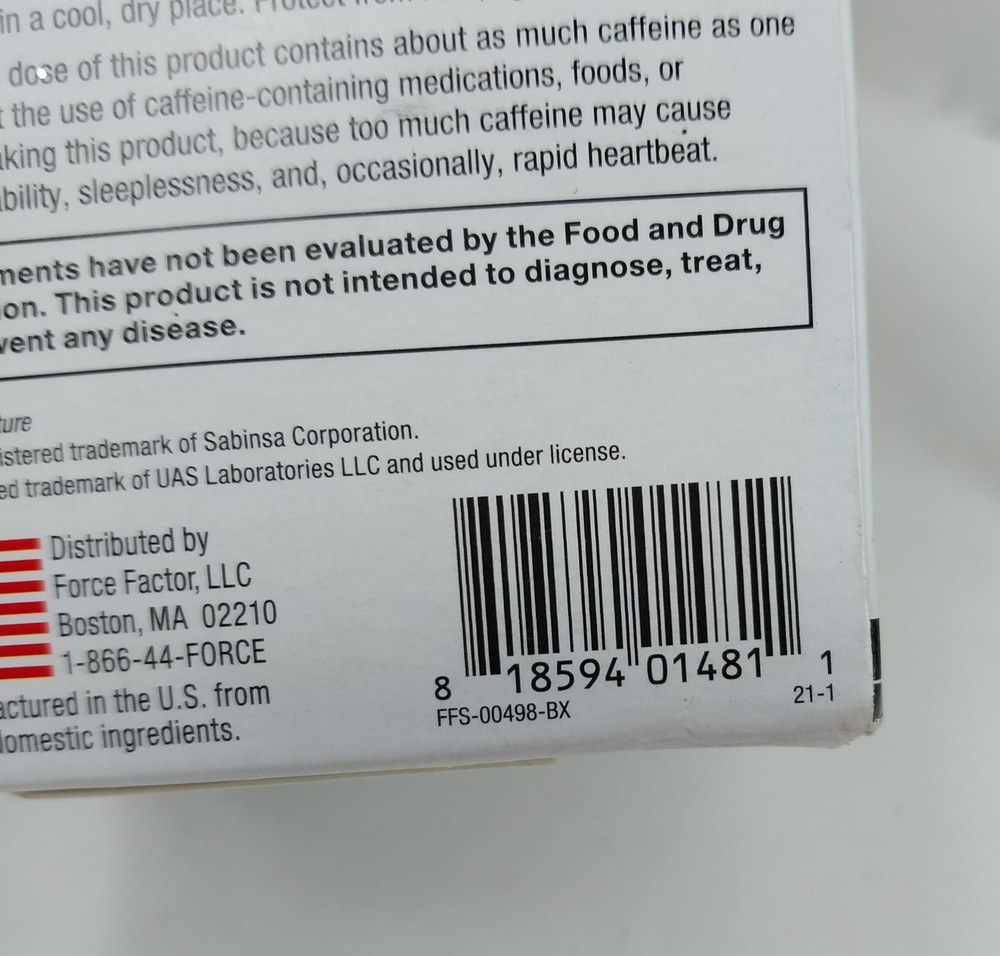 in a cool, dry place.
dose of this product contains about as much caffeine as one
the use of caffeine-containing medications, foods, or
king this product, because too much caffeine may cause
bility, sleeplessness, and, occasionally, rapid heartbeat.
ments have not been evaluated by the Food and Drug
on. This product is not intended to diagnose, treat,
vent any disease.
ture
istered trademark of Sabinsa Corporation.
ed trademark of UAS Laboratories LLC and used under license.
Distributed by
Force Factor, LLC
Boston, MA 02210
1-866-44-FORCE
actured in the U.S. from
domestic ingredients.
8 18594 01481 1
FFS-00498-BX
21-1